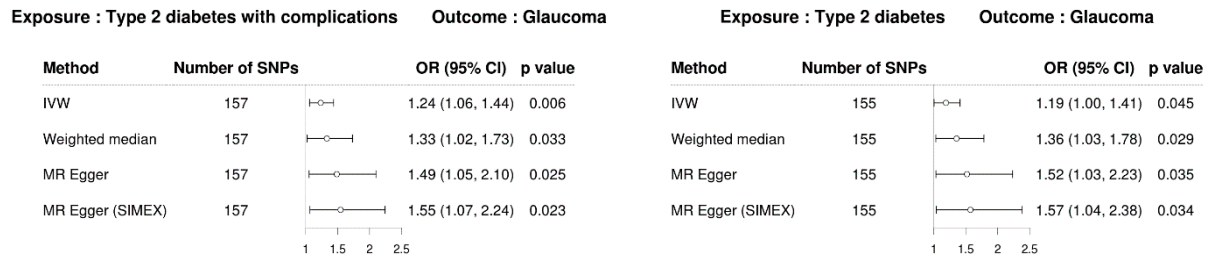 Exposure : Type 2 diabetes with complications Outcome : Glaucoma
Method Number of SNPs OR (95% CI) p value
IVW 157 1.24 (1.06, 1.44) 0.006
Weighted median 157 1.33 (1.02, 1.73) 0.033
MR Egger 157 1.49 (1.05, 2.10) 0.025
MR Egger (SIMEX) 157 1.55 (1.07, 2.24) 0.023
1 1.5 2 2.5
Exposure : Type 2 diabetes Outcome : Glaucoma
Method Number of SNPs OR (95% CI) p value
IVW 155 1.19 (1.00, 1.41) 0.045
Weighted median 155 1.36 (1.03, 1.78) 0.029
MR Egger 155 1.52 (1.03, 2.23) 0.035
MR Egger (SIMEX) 155 1.57 (1.04, 2.38) 0.034
1 1.5 2 2.5